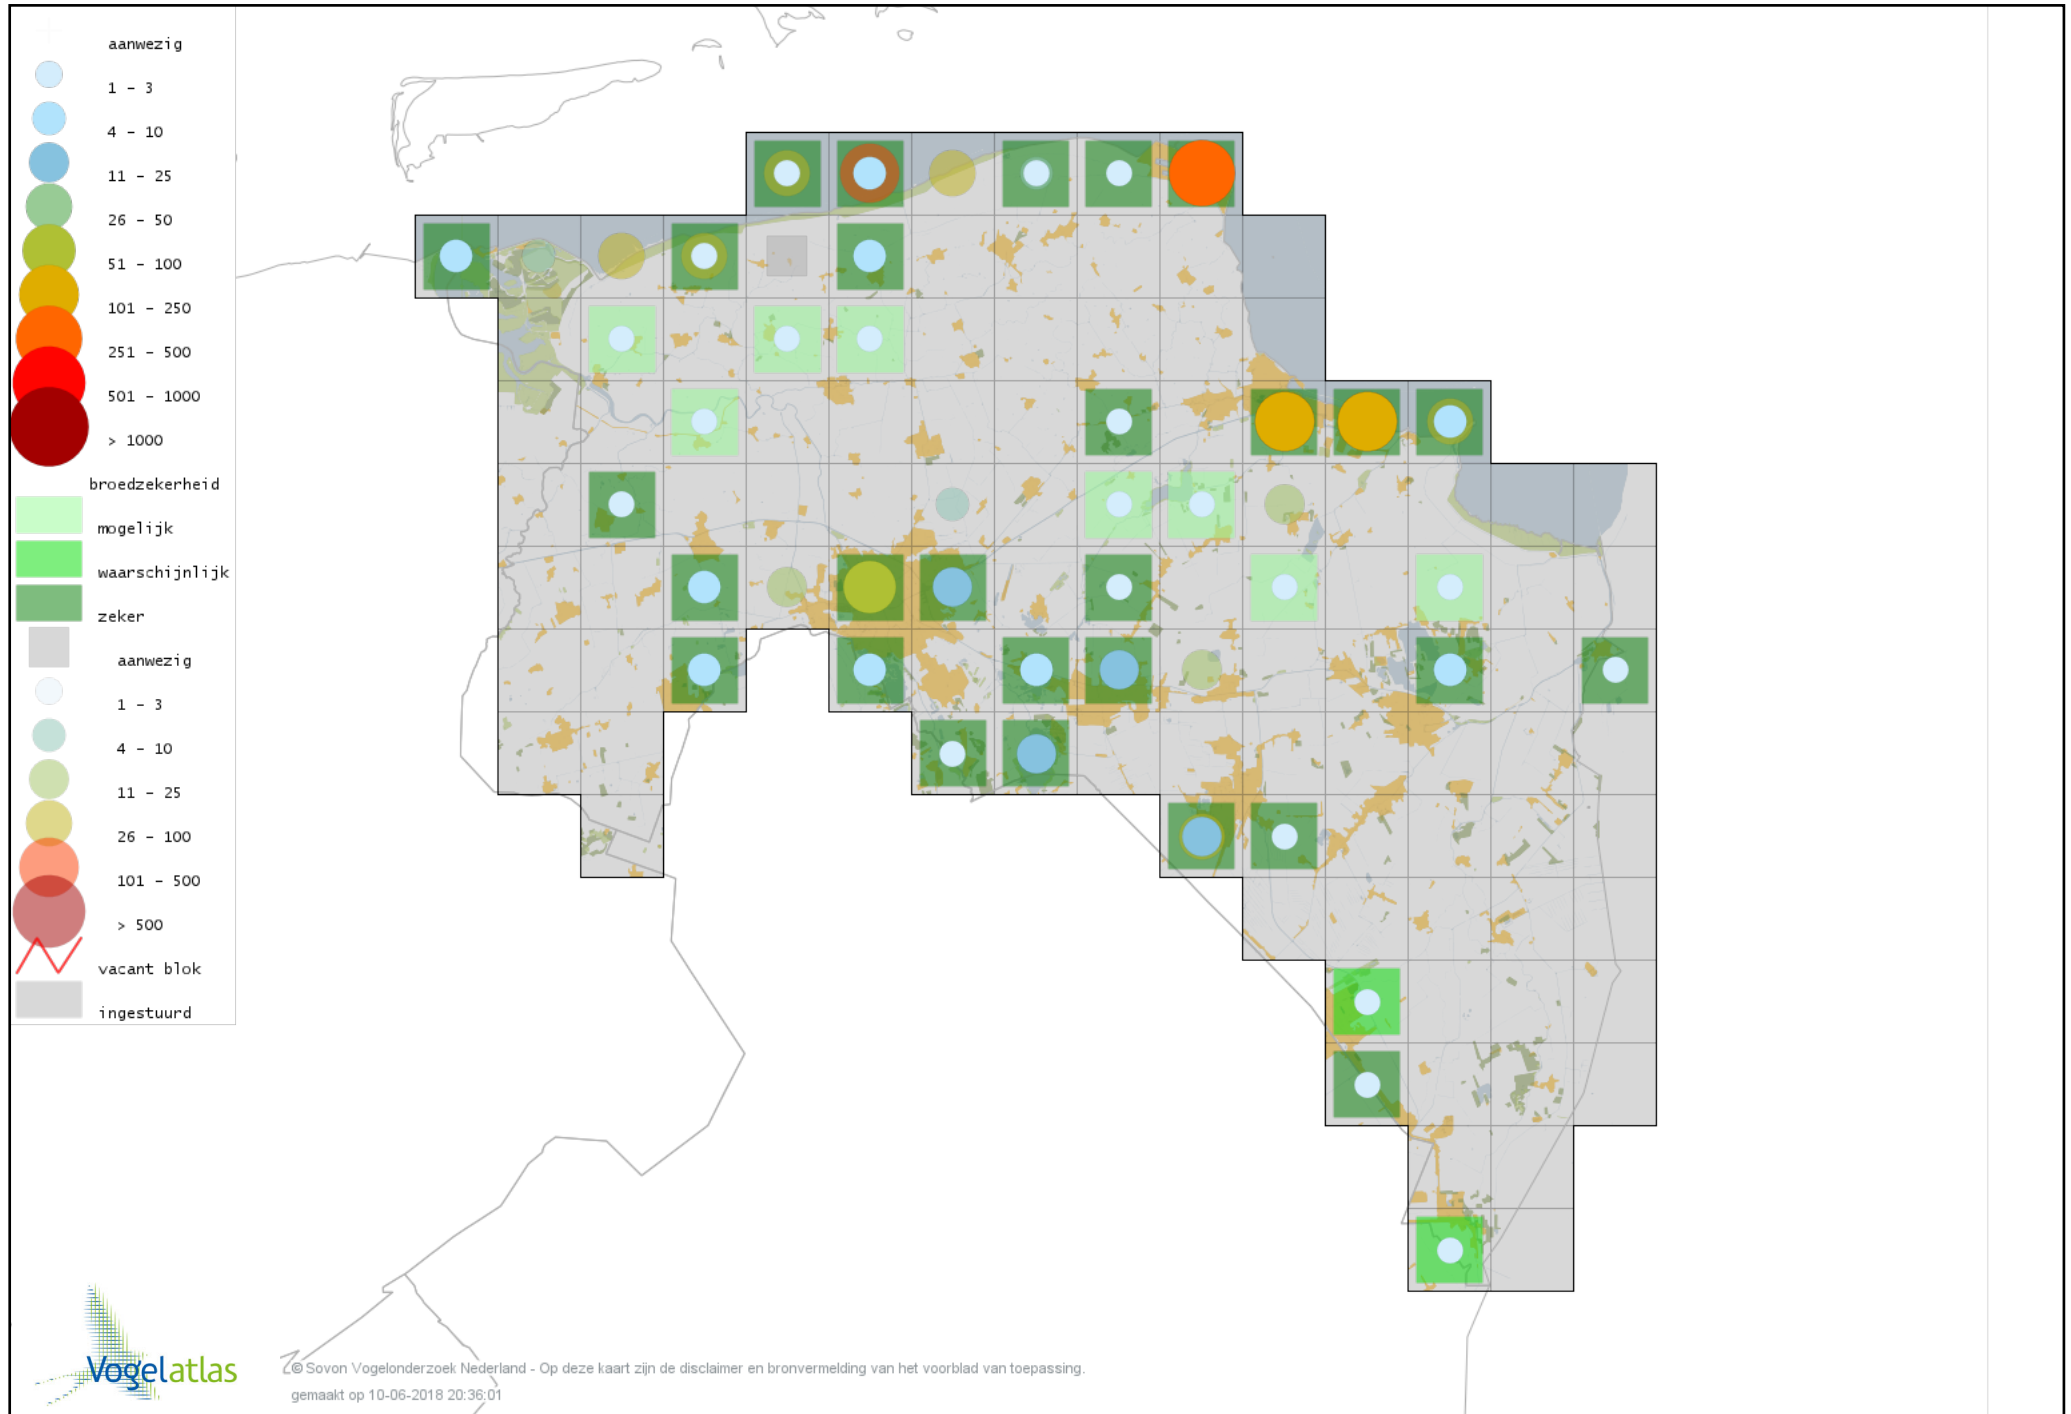 aanwezig
1 - 3
4 - 10
11 - 25
26 - 50
51 - 100
101 - 250
251 - 500
501 - 1000
> 1000
broedzekerheid
mogelijk
waarschijnlijk
zeker
aanwezig
1 - 3
4 - 10
11 - 25
26 - 100
101 - 500
> 500
vacant blok
ingestuurd
Vogelatlas
© Sovon Vogelonderzoek Nederland - Op deze kaart zijn de disclaimer en bronvermelding van het voorblad van toepassing.
gemaakt op 10-06-2018 20:36:01